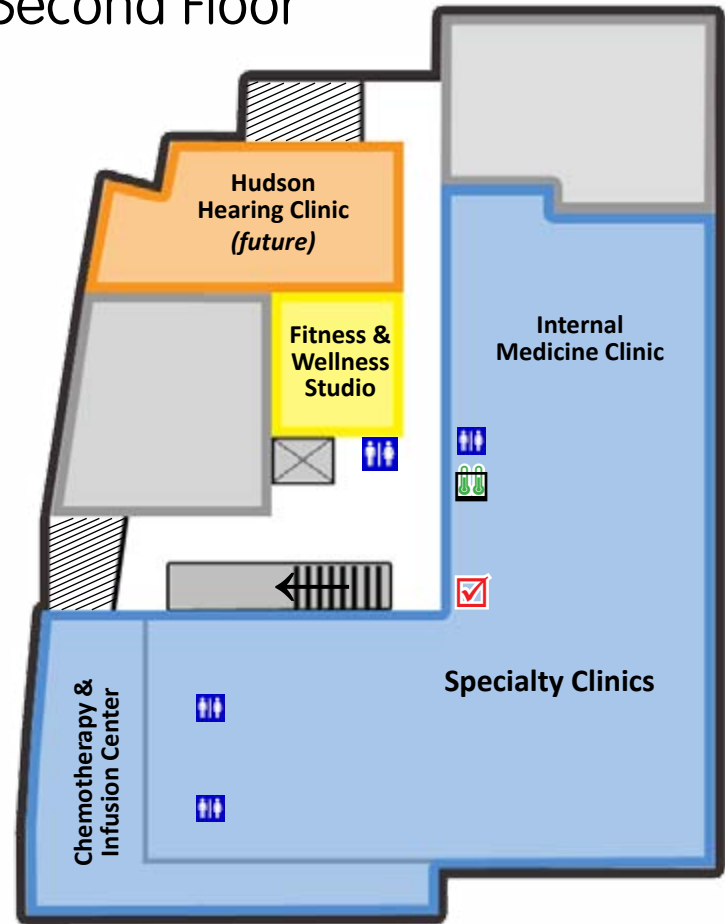 Second Floor
Hudson
Hearing Clinic
(future)
Fitness &
Wellness
Studio
Internal
Medicine Clinic
Specialty Clinics
Chemotherapy &
Infusion Center